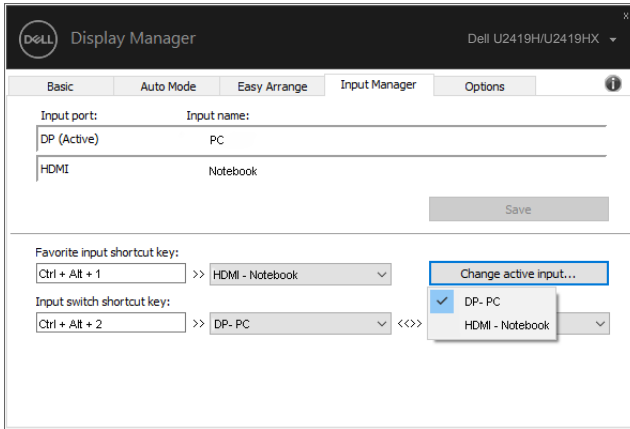 x
DELL Display Manager Dell U2419H/U2419HX
Basic Auto Mode Easy Arrange Input Manager Options i
Input port: Input name:
DP (Active) PC
HDMI Notebook
Save
Favorite input shortcut key:
Ctrl + Alt + 1 >> HDMI - Notebook Change active input...
Input switch shortcut key:
DP- PC
Ctrl + Alt + 2 >> DP- PC <<>>
HDMI - Notebook